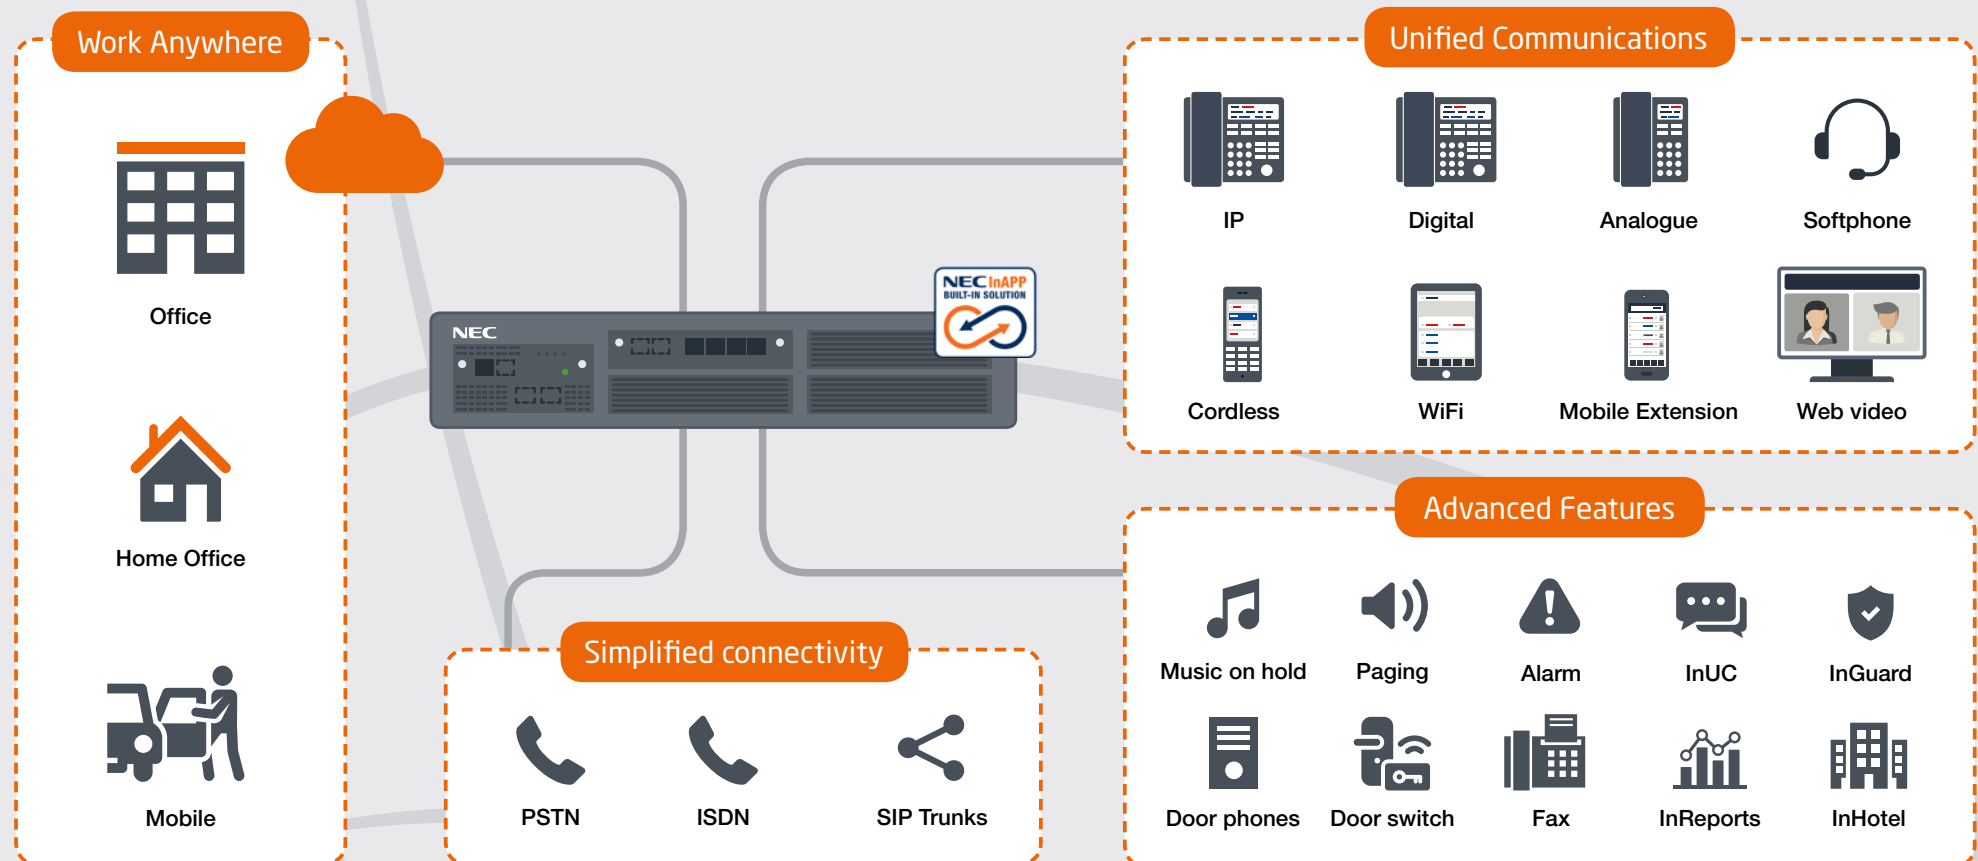 Work Anywhere
Office
Home Office
Mobile
NEC
NEC InAPP
BUILT-IN SOLUTION
Simplified connectivity
PSTN
ISDN
SIP Trunks
Unified Communications
IP
Digital
Analogue
Softphone
Cordless
WiFi
Mobile Extension
Web video
Advanced Features
Music on hold
Paging
Alarm
InUC
InGuard
Door phones
Door switch
Fax
InReports
InHotel